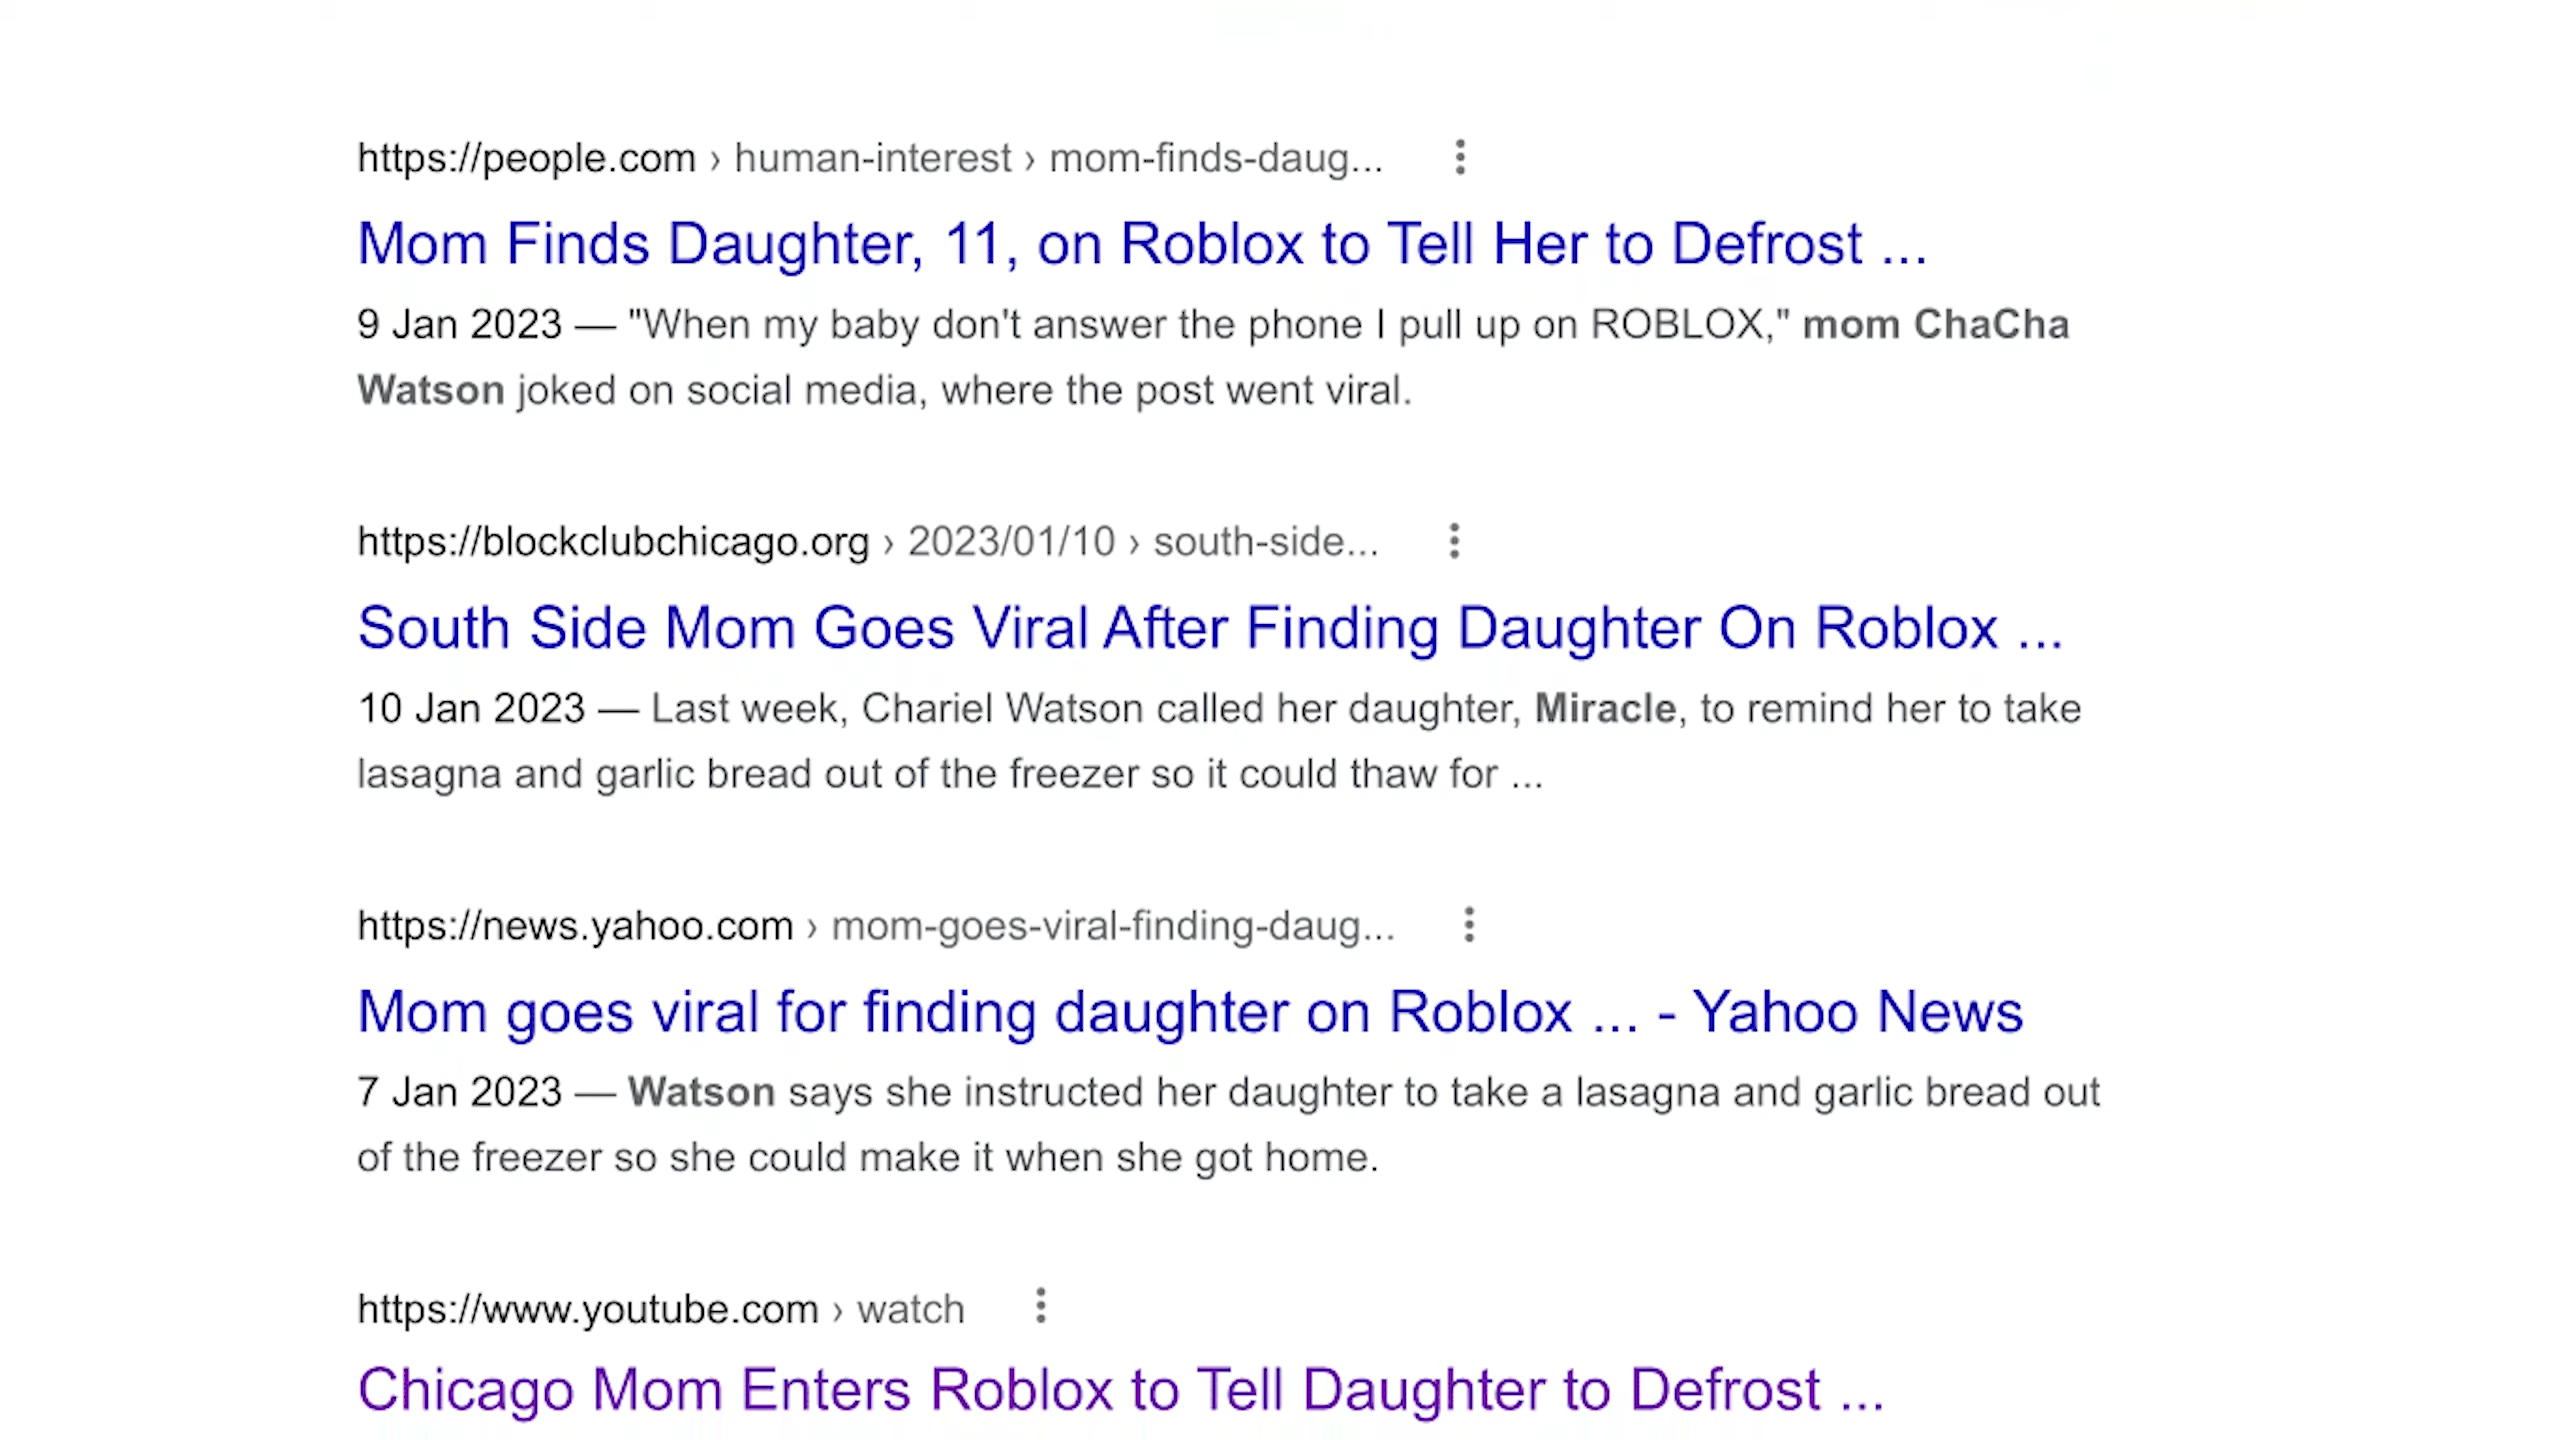 https://people.com › human-interest › mom-finds-daug...
Mom Finds Daughter, 11, on Roblox to Tell Her to Defrost ...
9 Jan 2023 — "When my baby don't answer the phone I pull up on ROBLOX," mom ChaCha
Watson joked on social media, where the post went viral.
https://blockclubchicago.org › 2023/01/10 › south-side...
South Side Mom Goes Viral After Finding Daughter On Roblox ...
10 Jan 2023 — Last week, Chariel Watson called her daughter, Miracle, to remind her to take
lasagna and garlic bread out of the freezer so it could thaw for ...
https://news.yahoo.com › mom-goes-viral-finding-daug...
Mom goes viral for finding daughter on Roblox ... - Yahoo News
7 Jan 2023 — Watson says she instructed her daughter to take a lasagna and garlic bread out
of the freezer so she could make it when she got home.
https://www.youtube.com › watch
Chicago Mom Enters Roblox to Tell Daughter to Defrost ...